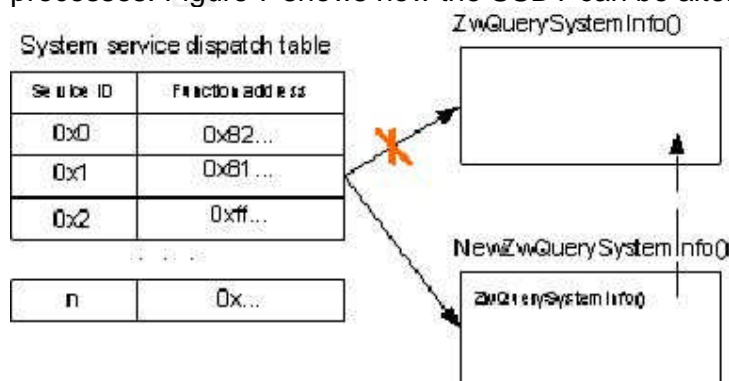 processes. Figure 7 shows how the SSDT can be alte
System service dispatch table
ZwQuerySystemInfo()
Service ID Function address
0x0 0x82...
0x1 0x81...
0x2 0xff...
. . . .
n 0x...
NewZwQuerySystemInfo()
ZwQuerySystemInfo()